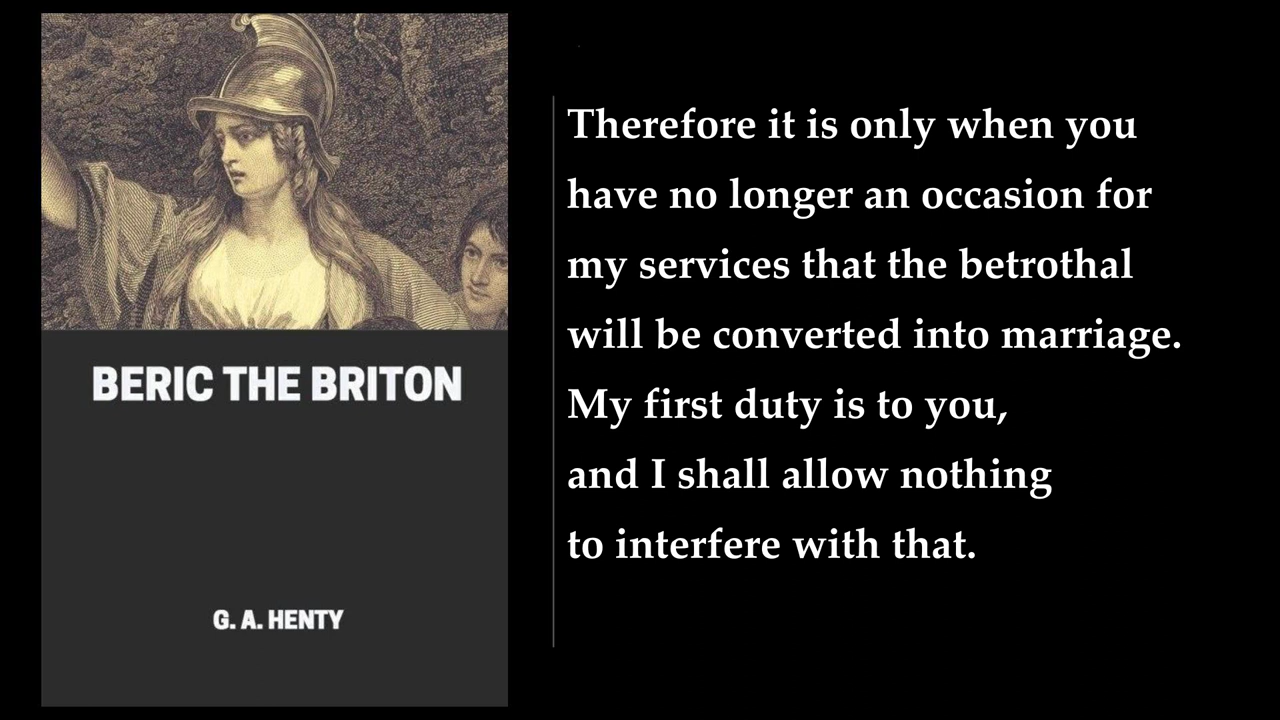 BERIC THE BRITON
G. A. HENTY
Therefore it is only when you
have no longer an occasion for
my services that the betrothal
will be converted into marriage.
My first duty is to you,
and I shall allow nothing
to interfere with that.